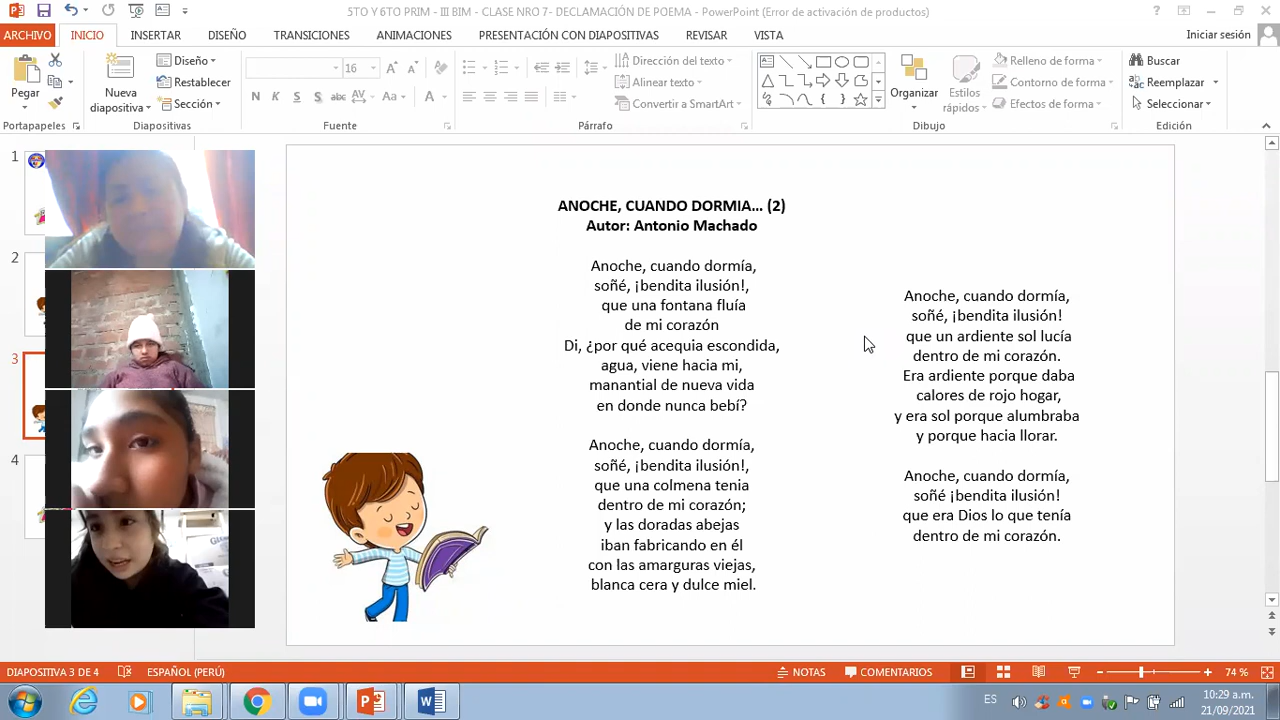 5TO Y 6TO PRIM - III BIM - CLASE NRO 7- DECLAMACIÓN DE POEMA - PowerPoint (Error de activación de productos)
ARCHIVO INICIO INSERTAR DISEÑO TRANSICIONES ANIMACIONES PRESENTACIÓN CON DIAPOSITIVAS REVISAR VISTA Iniciar sesión
Pegar
Nueva diapositiva
Diseño
Restablecer
Sección
16
N K S S abc AV Aa A
Dirección del texto
Alinear texto
Convertir a SmartArt
Organizar
Estilos rápidos
Relleno de forma
Contorno de forma
Efectos de forma
Buscar
Reemplazar
Seleccionar
Portapapeles Diapositivas Fuente Párrafo Dibujo Edición
1
2
3
4
ANOCHE, CUANDO DORMIA... (2)
Autor: Antonio Machado
Anoche, cuando dormía,
soñé, ¡bendita ilusión!,
que una fontana fluía
de mi corazón
Di, ¿por qué acequia escondida,
agua, viene hacia mi,
manantial de nueva vida
en donde nunca bebí?
Anoche, cuando dormía,
soñé, ¡bendita ilusión!,
que una colmena tenia
dentro de mi corazón;
y las doradas abejas
iban fabricando en él
con las amarguras viejas,
blanca cera y dulce miel.
Anoche, cuando dormía,
soñé, ¡bendita ilusión!
que un ardiente sol lucía
dentro de mi corazón.
Era ardiente porque daba
calores de rojo hogar,
y era sol porque alumbraba
y porque hacia llorar.
Anoche, cuando dormía,
soñé ¡bendita ilusión!
que era Dios lo que tenía
dentro de mi corazón.
DIAPOSITIVA 3 DE 4 ESPAÑOL (PERÚ) NOTAS COMENTARIOS 74 %
ES 10:29 a.m.
21/09/2021